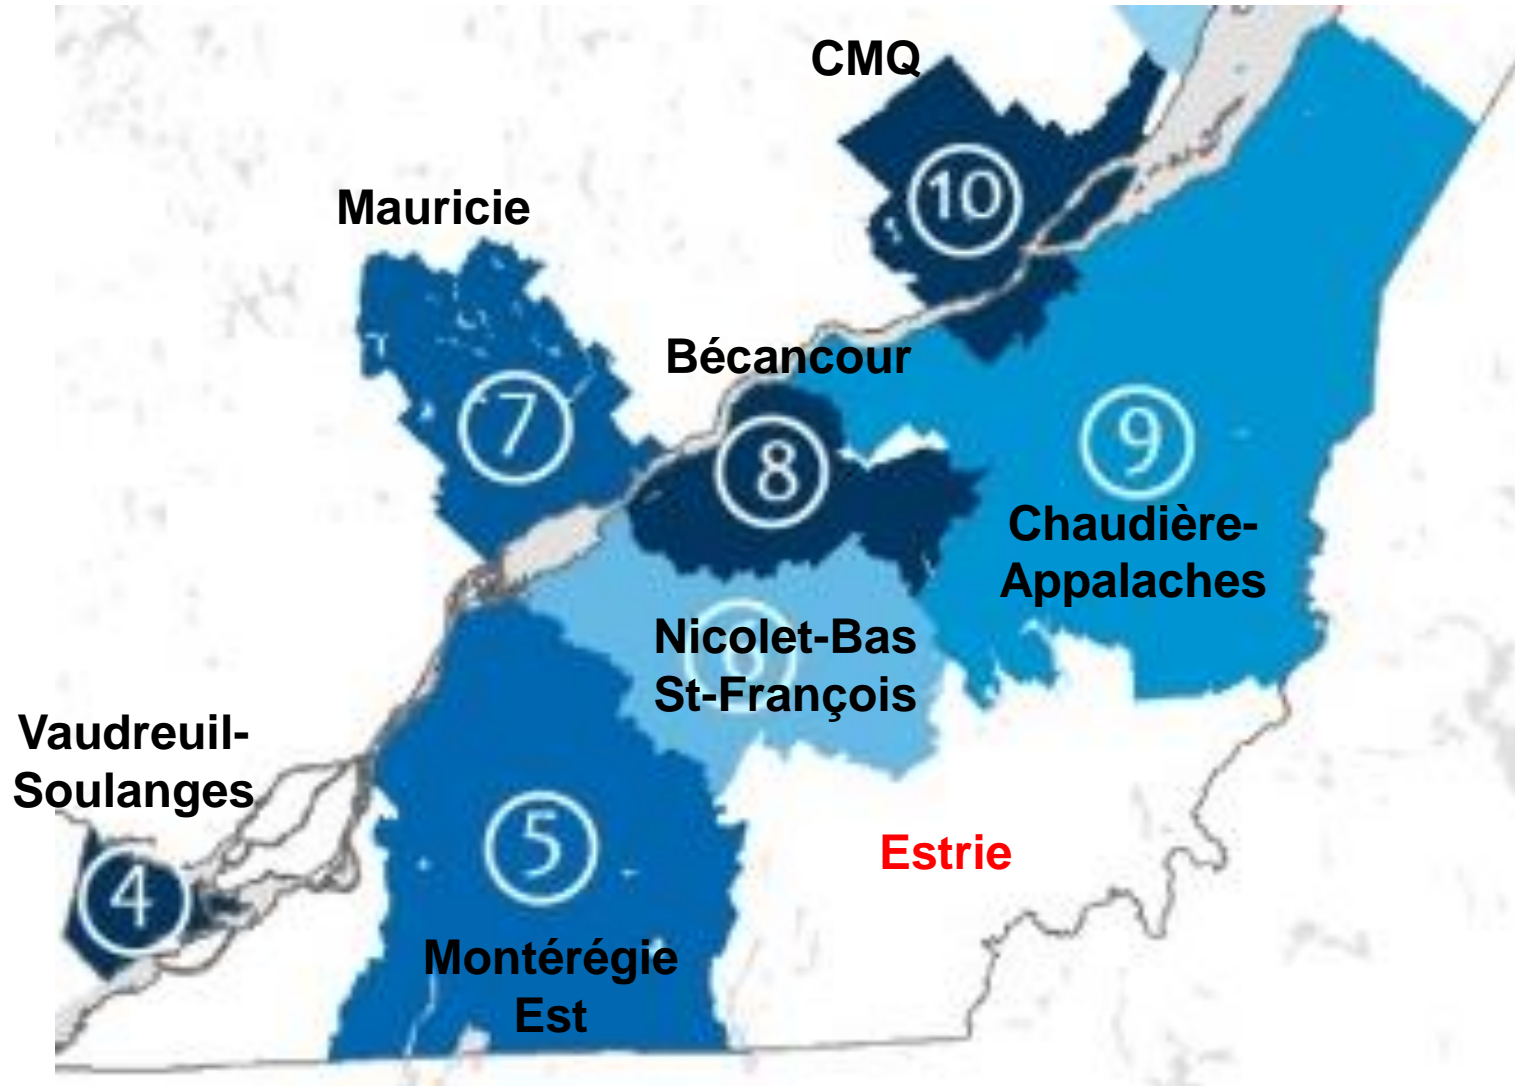 CMQ
10
Mauricie
Bécancour
7
8
9
Chaudière-
Appalaches
Nicolet-Bas
6
St-François
Vaudreuil-
Soulanges
5
Estrie
4
Montérégie
Est